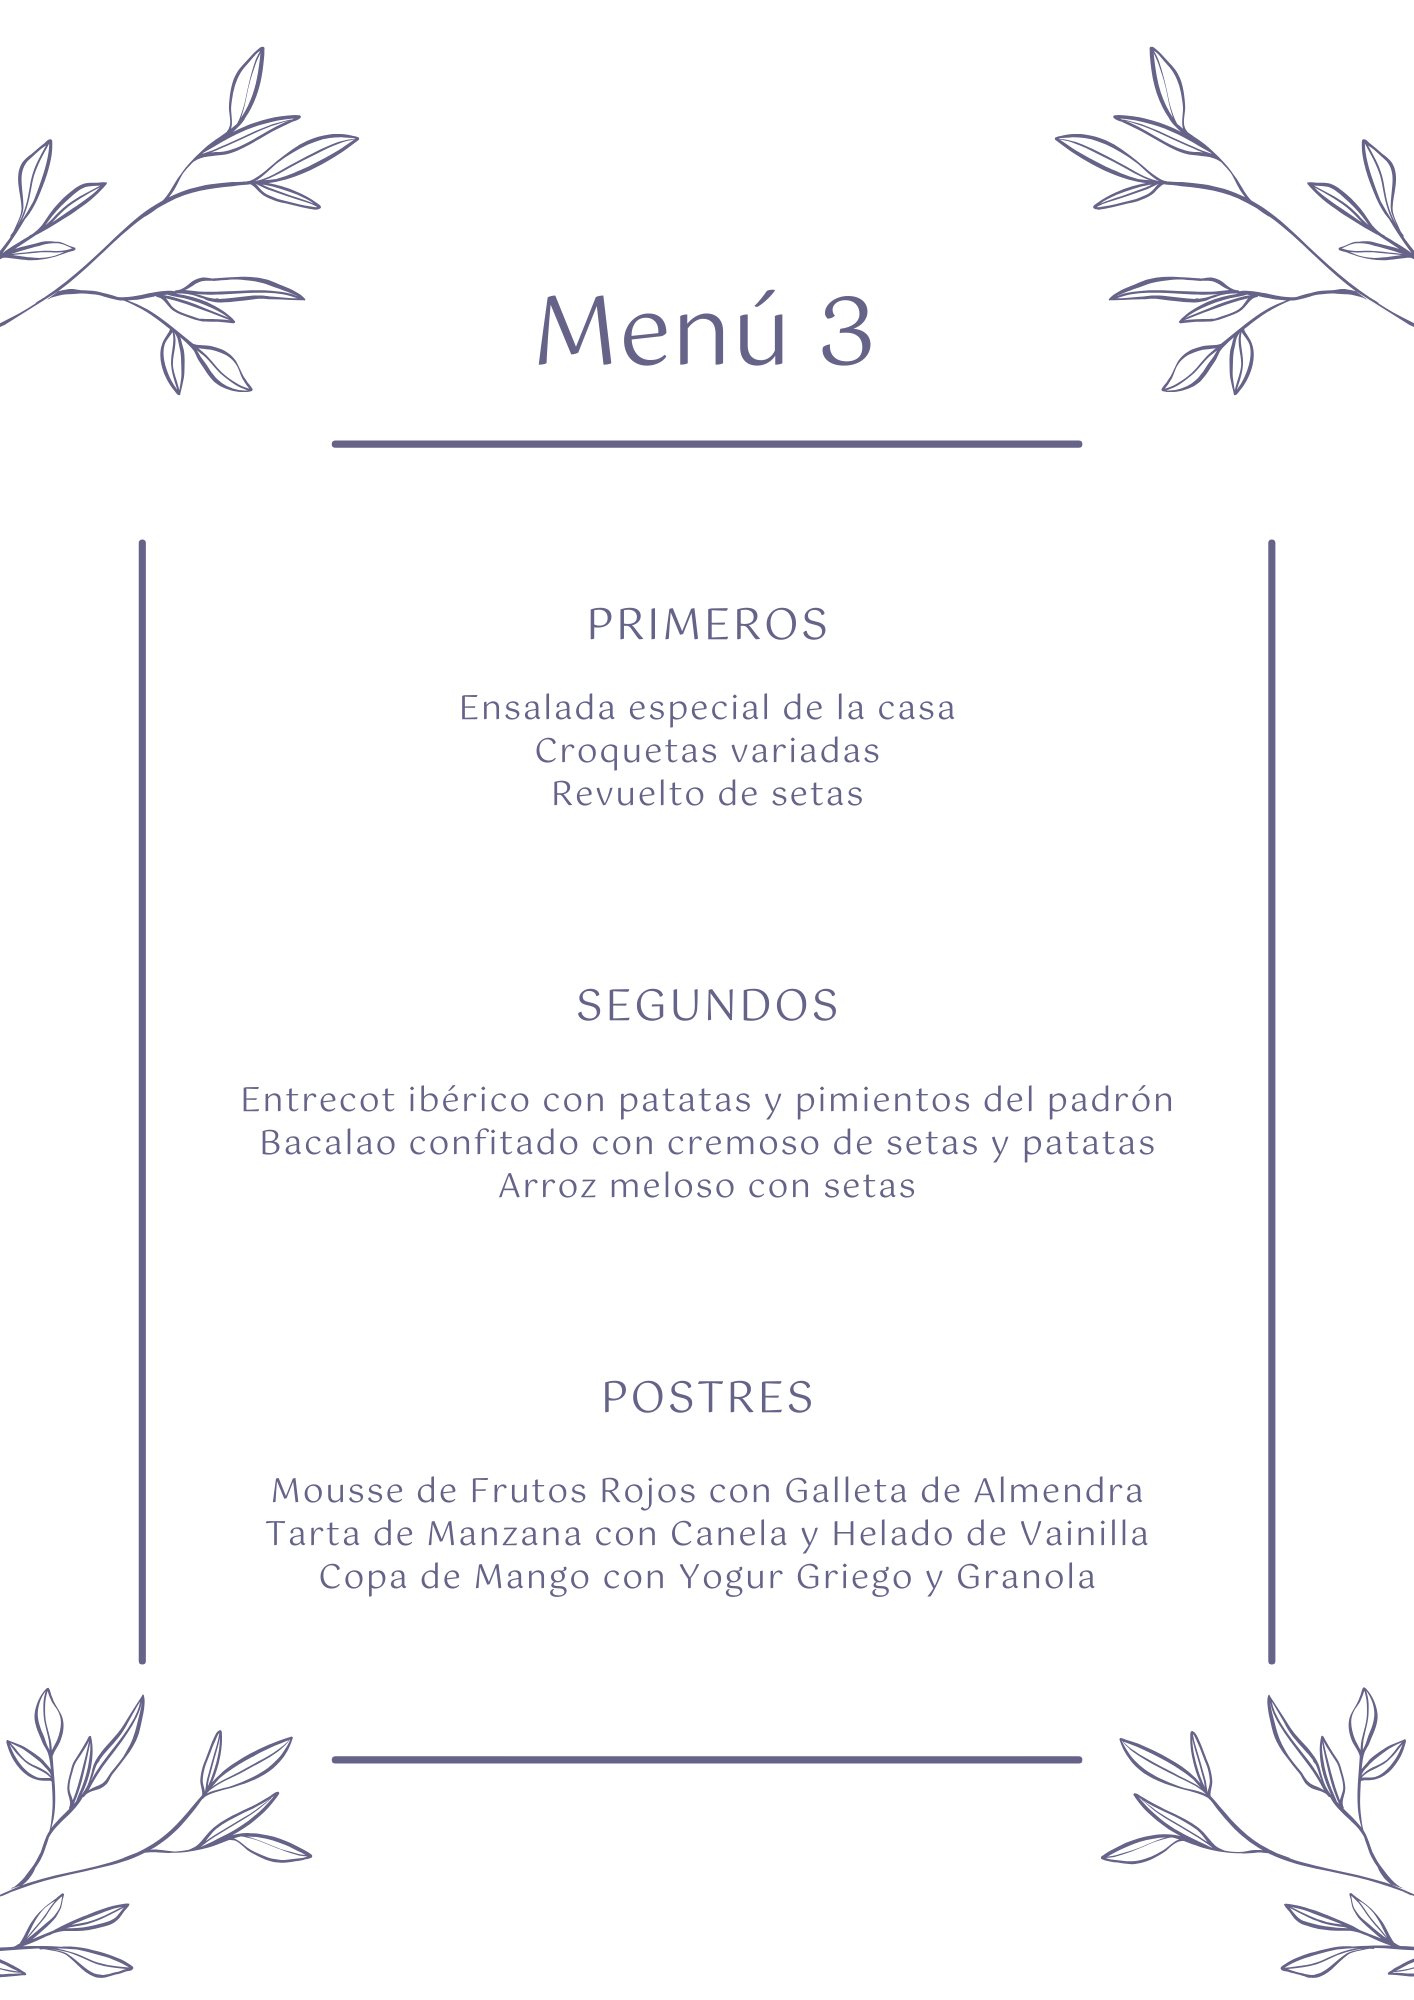 Menú 3
PRIMEROS
Ensalada especial de la casa
Croquetas variadas
Revuelto de setas
SEGUNDOS
Entrecot ibérico con patatas y pimientos del padrón
Bacalao confitado con cremoso de setas y patatas
Arroz meloso con setas
POSTRES
Mousse de Frutos Rojos con Galleta de Almendra
Tarta de Manzana con Canela y Helado de Vainilla
Copa de Mango con Yogur Griego y Granola